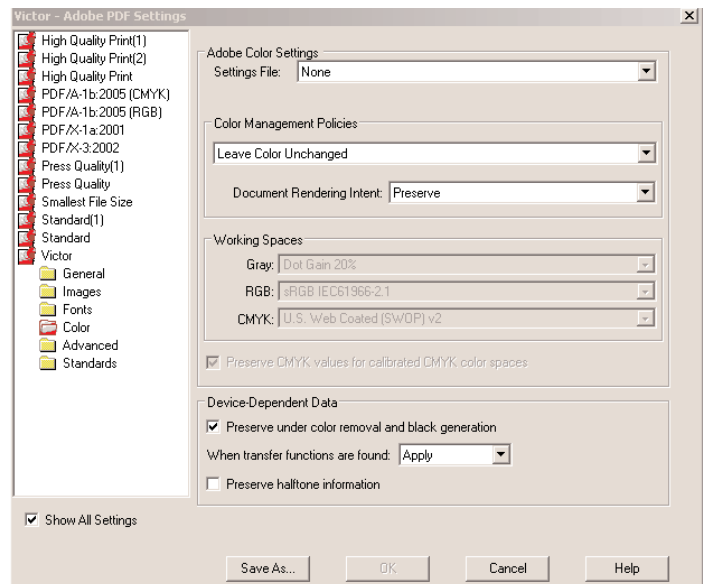 Victor - Adobe PDF Settings
High Quality Print(1)
High Quality Print(2)
High Quality Print
PDF/A-1b:2005 (CMYK)
PDF/A-1b:2005 (RGB)
PDF/X-1a:2001
PDF/X-3:2002
Press Quality(1)
Press Quality
Smallest File Size
Standard(1)
Standard
Victor
General
Images
Fonts
Color
Advanced
Standards
Show All Settings
Adobe Color Settings
Settings File: None
Color Management Policies
Leave Color Unchanged
Document Rendering Intent: Preserve
Working Spaces
Gray: Dot Gain 20%
RGB: sRGB IEC61966-2.1
CMYK: U.S. Web Coated (SWOP) v2
Preserve CMYK values for calibrated CMYK color spaces
Device-Dependent Data
Preserve under color removal and black generation
When transfer functions are found: Apply
Preserve halftone information
Save As... OK Cancel Help